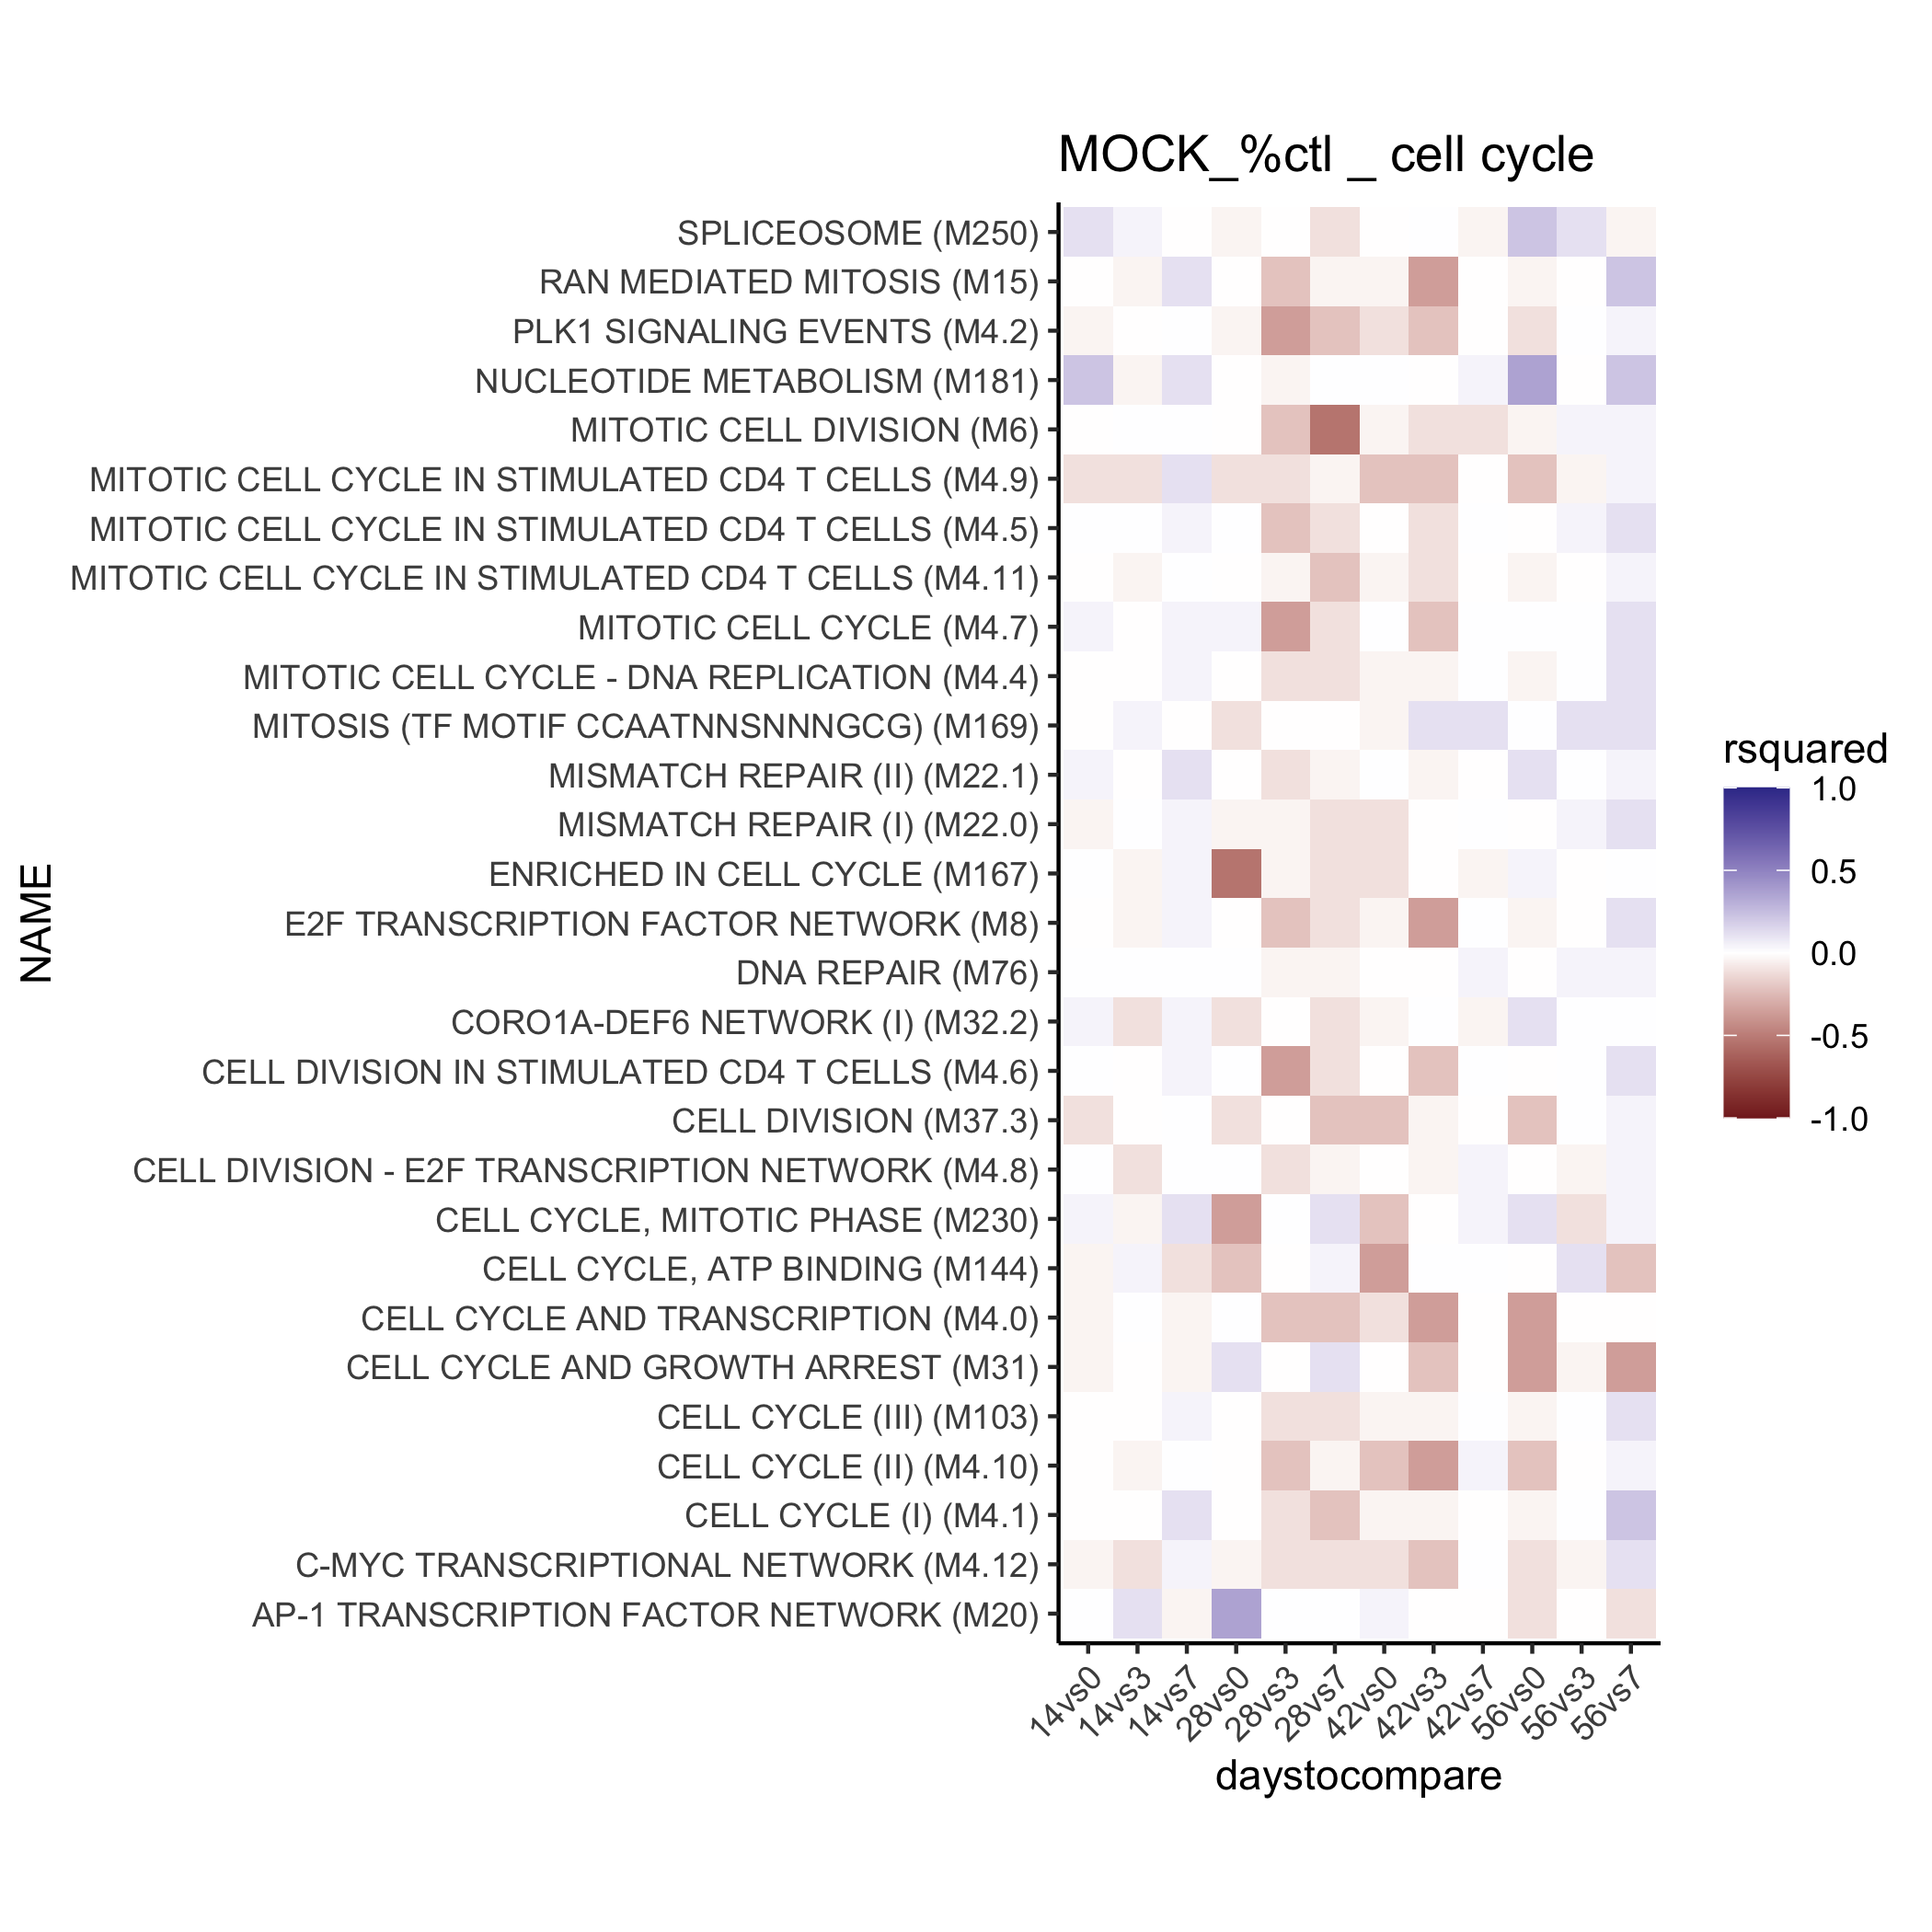 MOCK_%ctl _ cell cycle
SPLICEOSOME (M250)
RAN MEDIATED MITOSIS (M15)
PLK1 SIGNALING EVENTS (M4.2)
NUCLEOTIDE METABOLISM (M181)
MITOTIC CELL DIVISION (M6)
MITOTIC CELL CYCLE IN STIMULATED CD4 T CELLS (M4.9)
MITOTIC CELL CYCLE IN STIMULATED CD4 T CELLS (M4.5)
MITOTIC CELL CYCLE IN STIMULATED CD4 T CELLS (M4.11)
MITOTIC CELL CYCLE (M4.7)
MITOTIC CELL CYCLE - DNA REPLICATION (M4.4)
MITOSIS (TF MOTIF CCAATNNSNNNGCG) (M169)
MISMATCH REPAIR (II) (M22.1)
MISMATCH REPAIR (I) (M22.0)
ENRICHED IN CELL CYCLE (M167)
E2F TRANSCRIPTION FACTOR NETWORK (M8)
DNA REPAIR (M76)
CORO1A-DEF6 NETWORK (I) (M32.2)
CELL DIVISION IN STIMULATED CD4 T CELLS (M4.6)
CELL DIVISION (M37.3)
CELL DIVISION - E2F TRANSCRIPTION NETWORK (M4.8)
CELL CYCLE, MITOTIC PHASE (M230)
CELL CYCLE, ATP BINDING (M144)
CELL CYCLE AND TRANSCRIPTION (M4.0)
CELL CYCLE AND GROWTH ARREST (M31)
CELL CYCLE (III) (M103)
CELL CYCLE (II) (M4.10)
CELL CYCLE (I) (M4.1)
C-MYC TRANSCRIPTIONAL NETWORK (M4.12)
AP-1 TRANSCRIPTION FACTOR NETWORK (M20)
NAME
14vs0
14vs3
14vs7
28vs0
28vs3
28vs7
42vs0
42vs3
42vs7
56vs0
56vs3
56vs7
daystocompare
rsquared
1.0
0.5
0.0
-0.5
-1.0